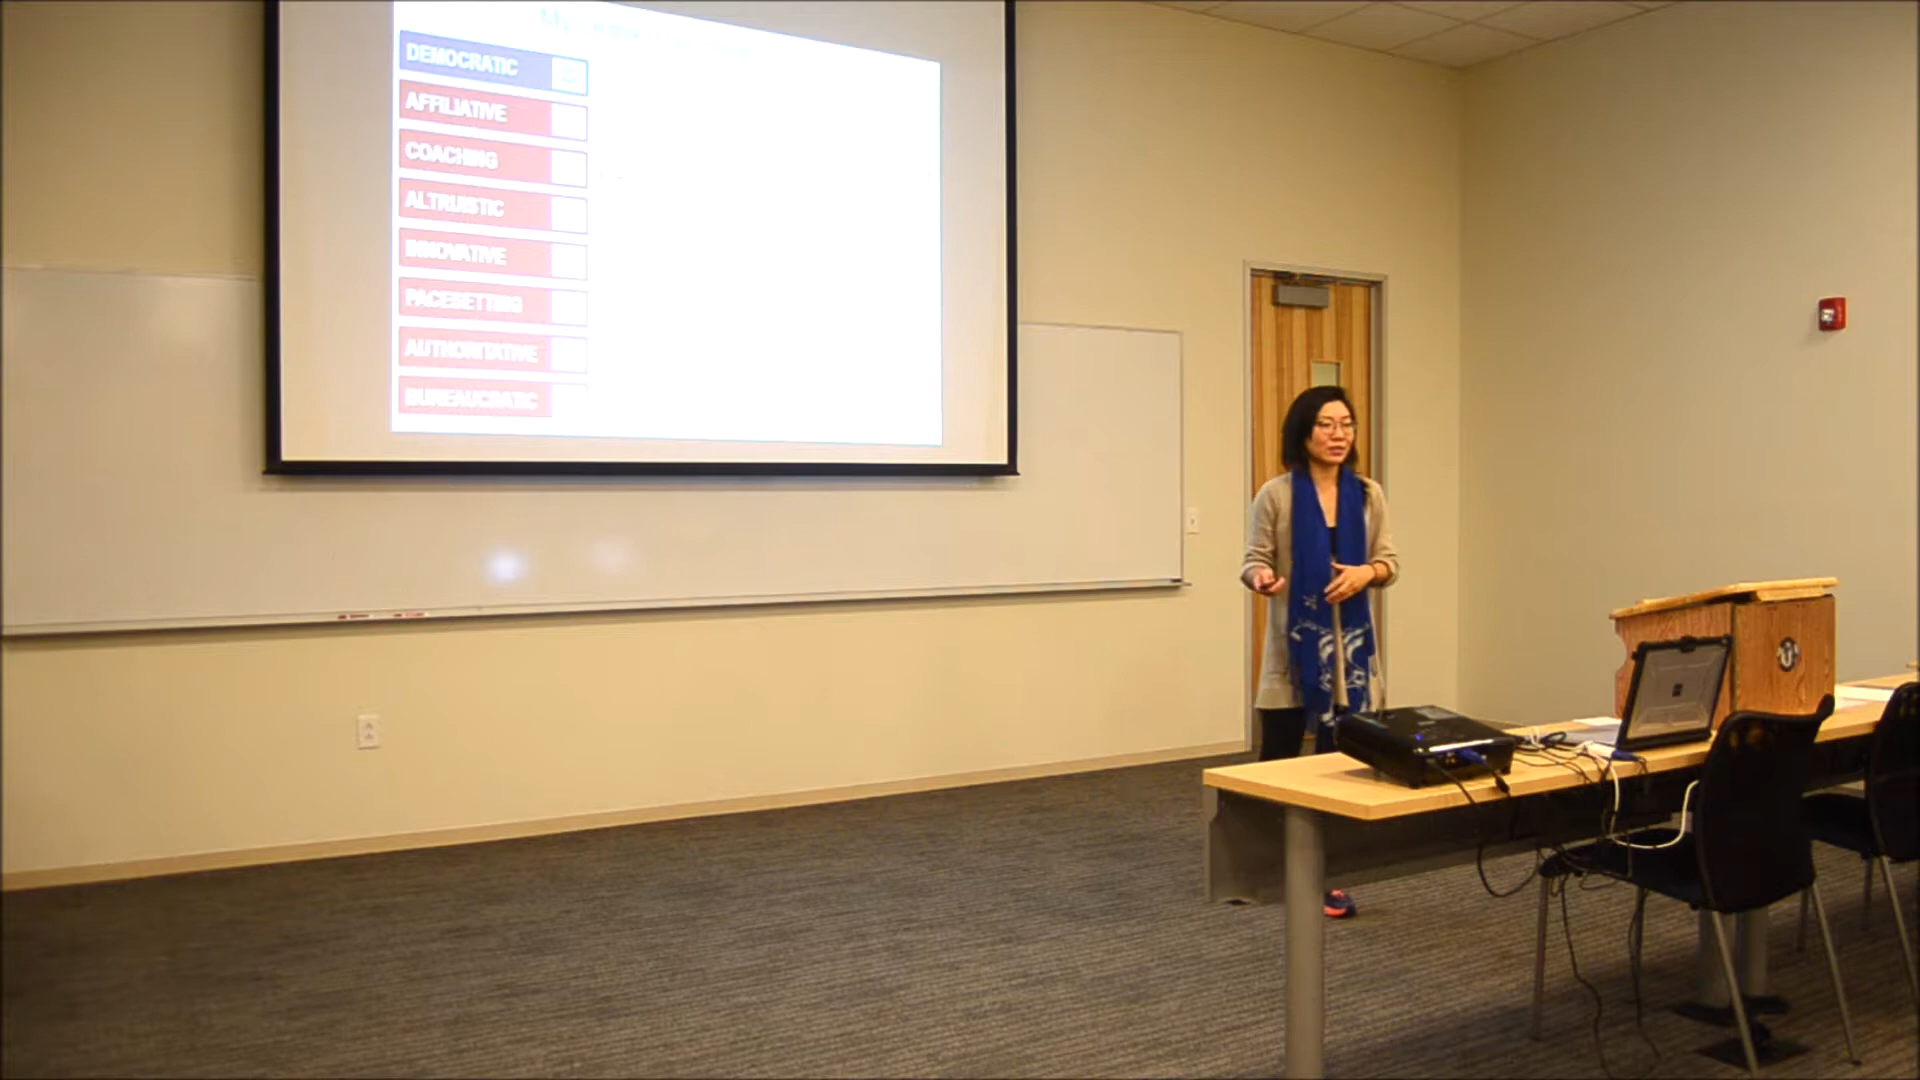 DEMOCRATIC
AFFILIATIVE
COACHING
ALTRUISTIC
INNOVATIVE
PACESETTING
AUTHORITATIVE
BUREAUCRATIC